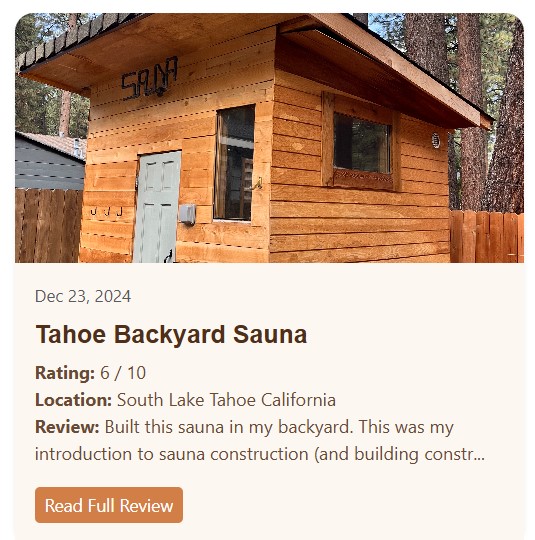 SAUNA
Dec 23, 2024
Tahoe Backyard Sauna
Rating: 6 / 10
Location: South Lake Tahoe California
Review: Built this sauna in my backyard. This was my
introduction to sauna construction (and building constr...
Read Full Review